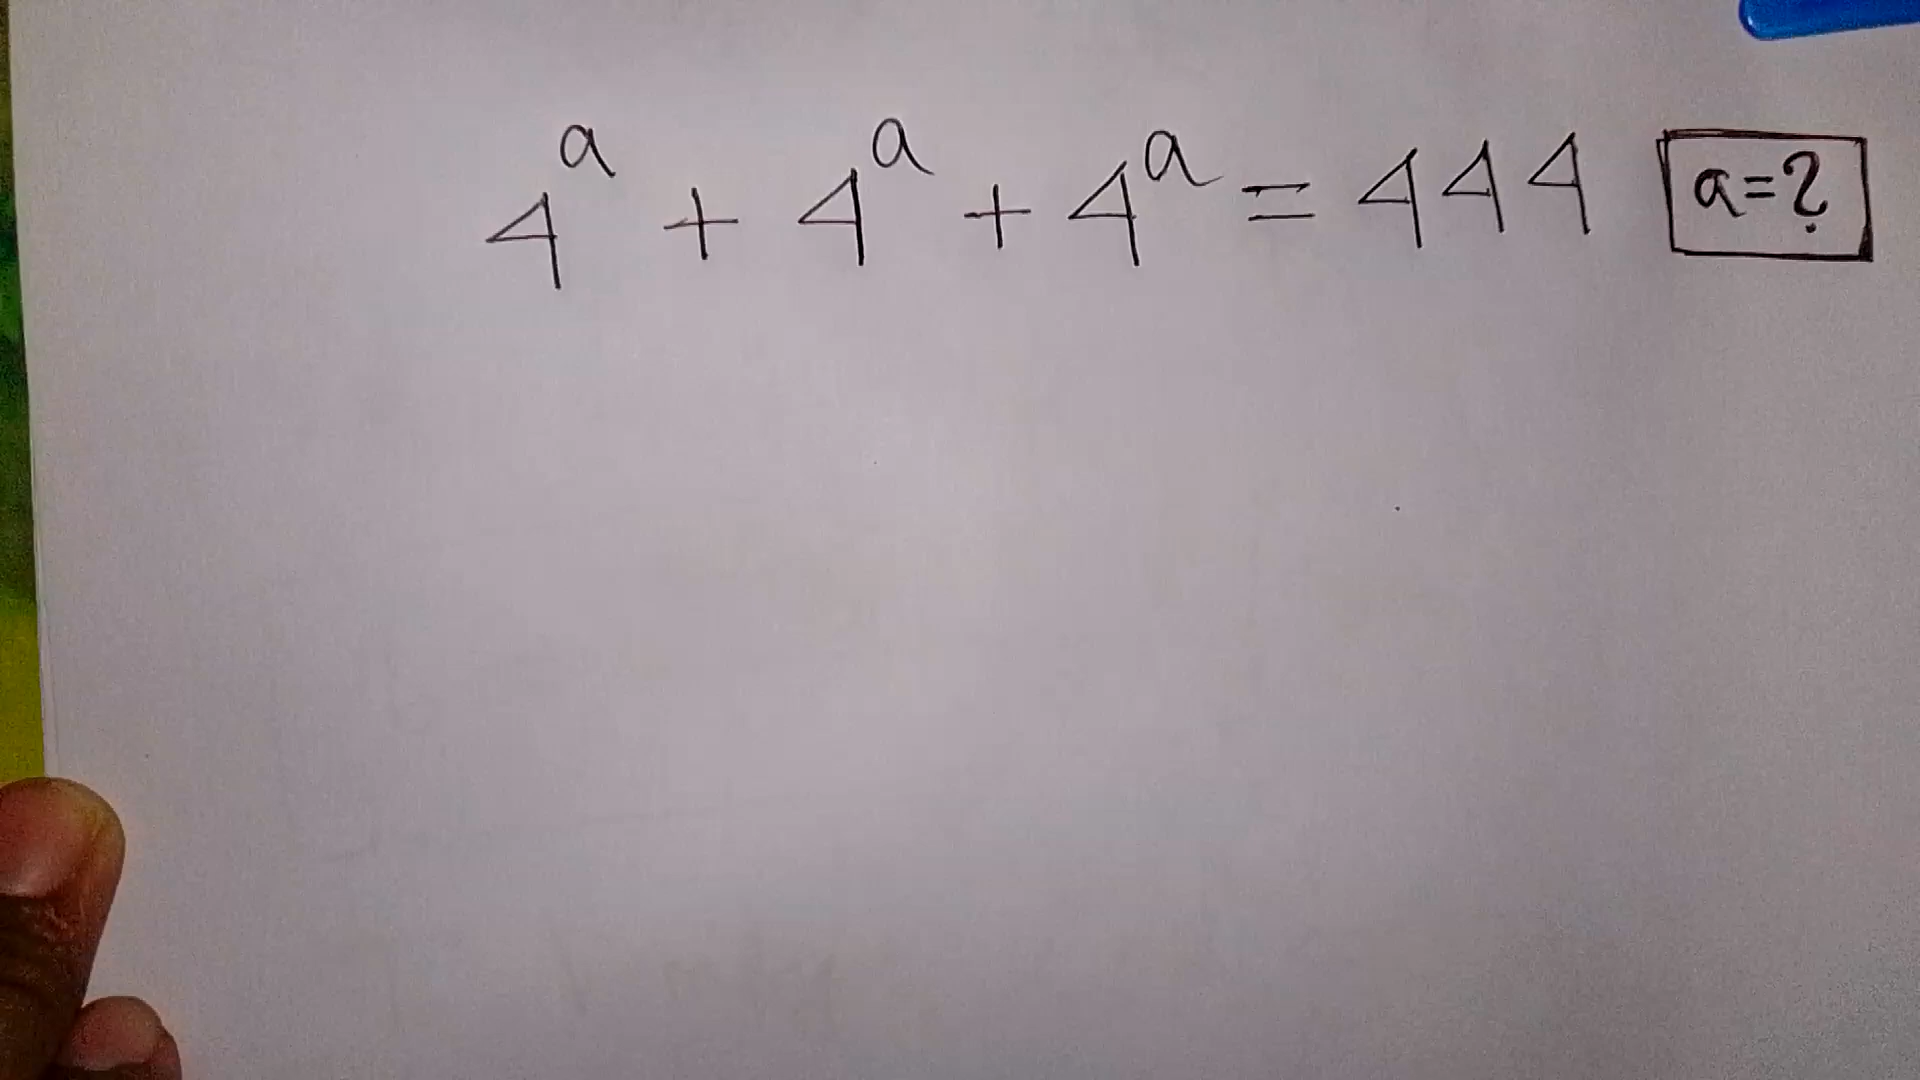 4^a + 4^a + 4^a = 444 a=?